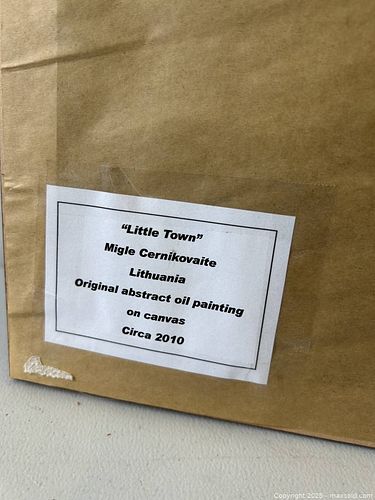 “Little Town”
Migle Cernikovaite
Lithuania
Original abstract oil painting
on canvas
Circa 2010
Copyright 2025 - maxsold.com